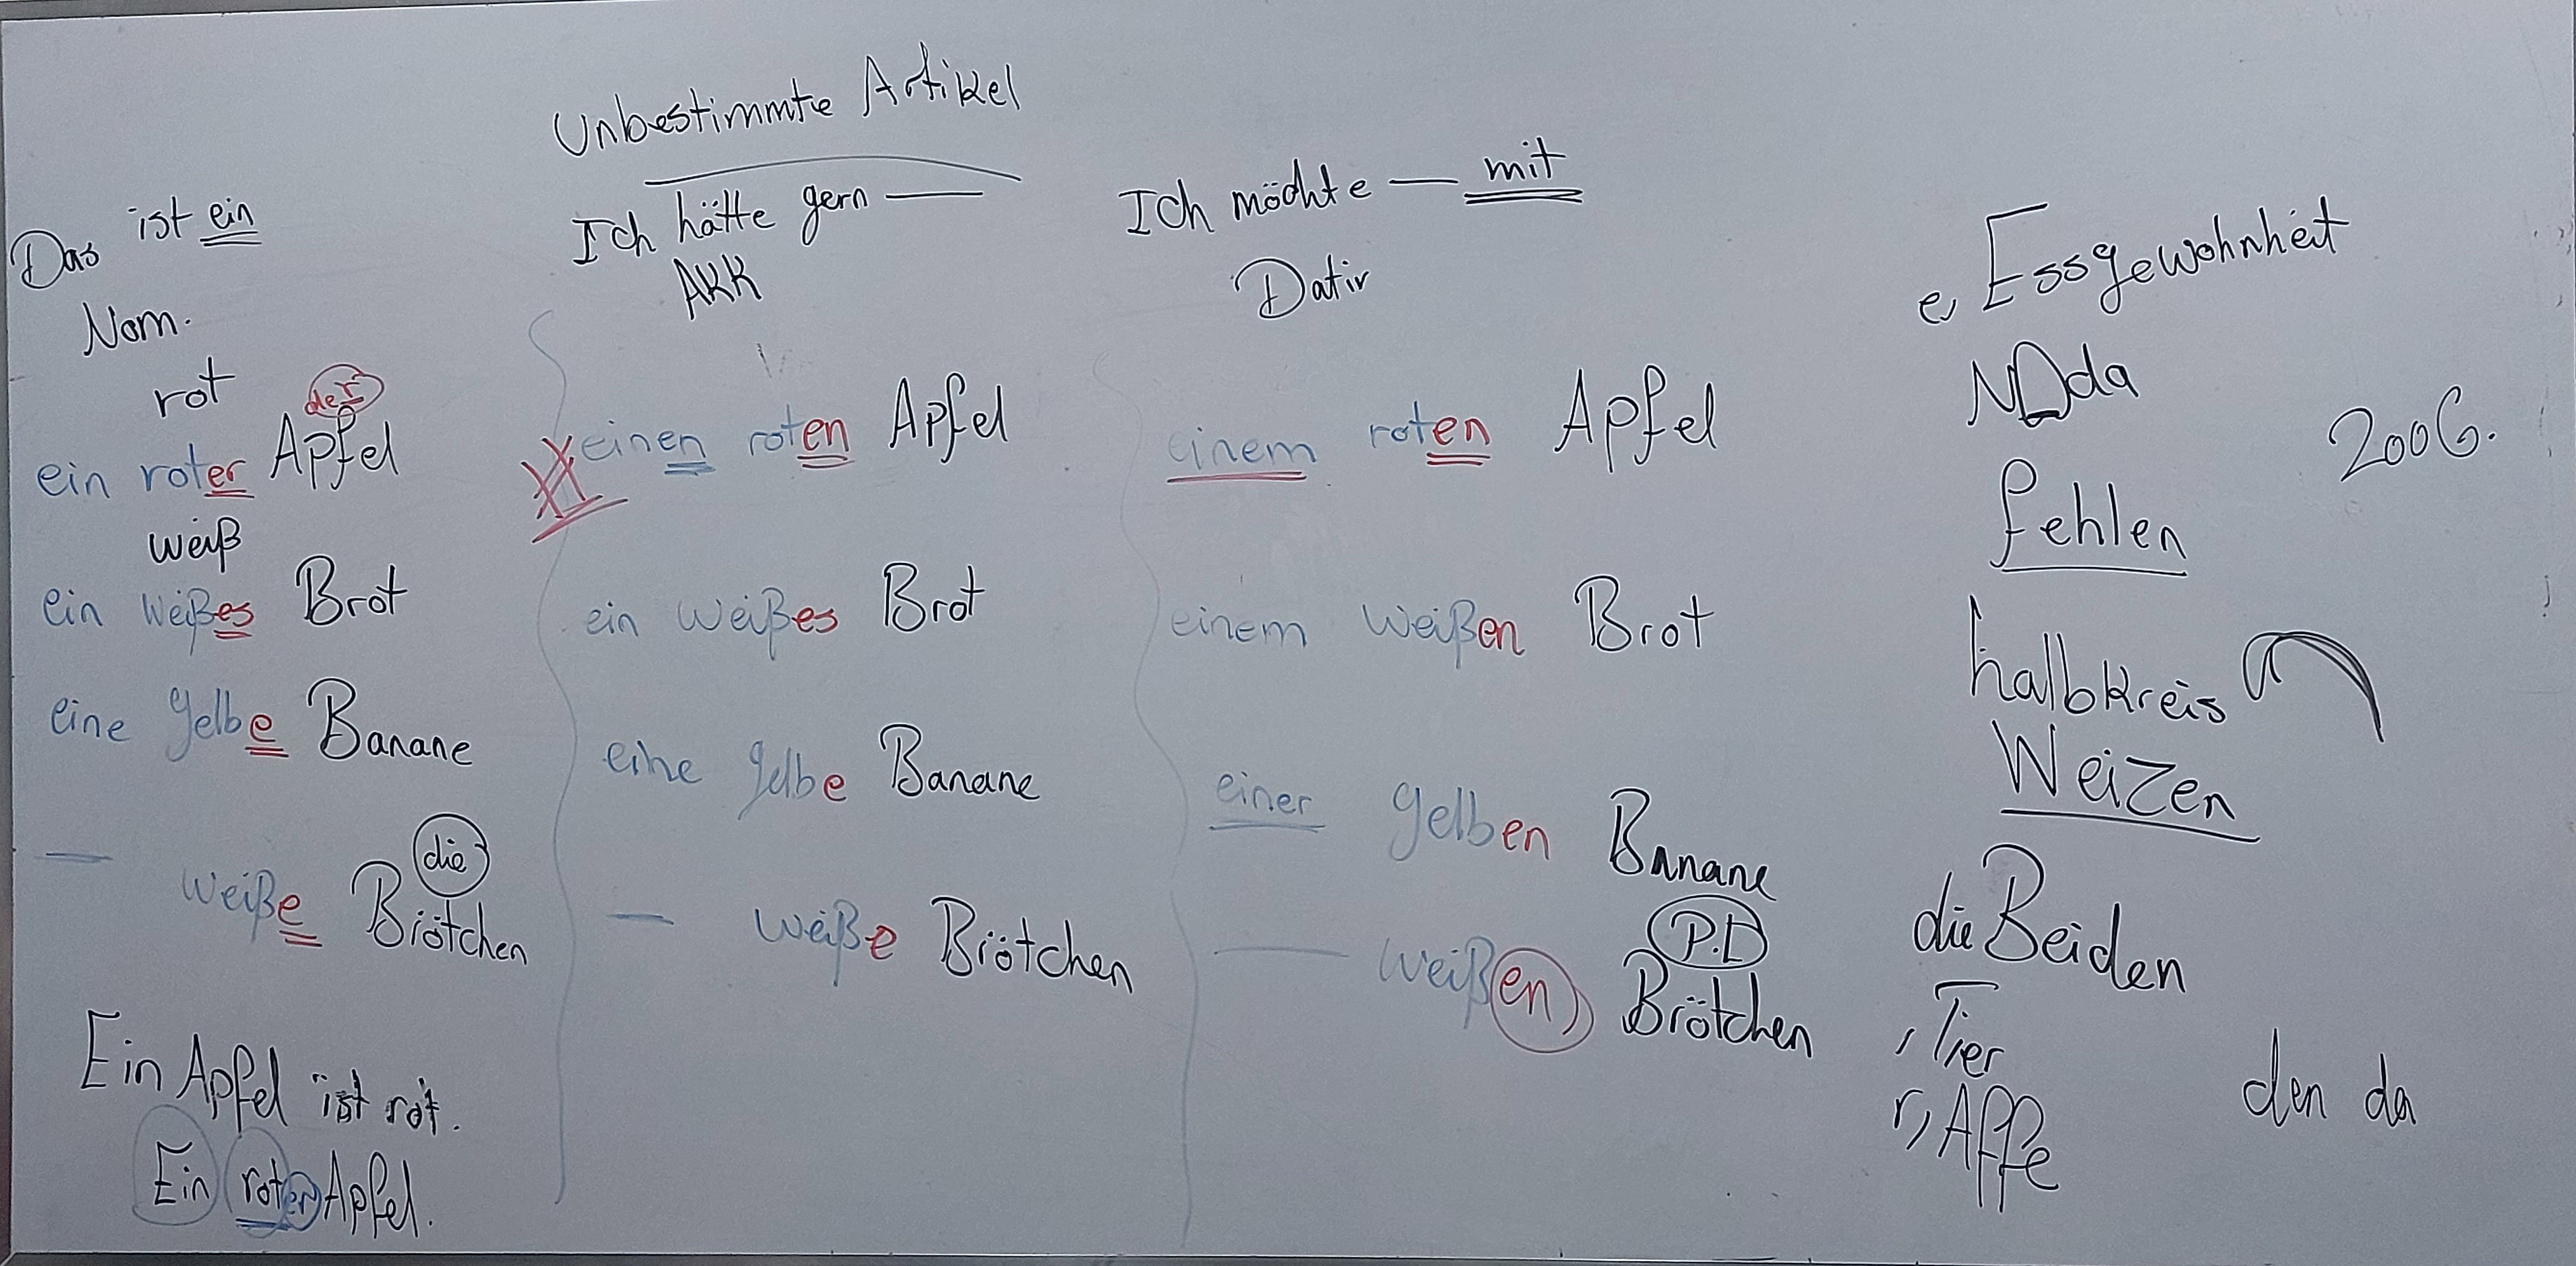 Unbestimmte Artikel
Das ist ein
Nom.
rot
der
ein roter Apfel
weiß
ein weißes Brot
eine gelbe Banane
die
— weiße Brötchen
Ein Apfel ist rot.
Ein roter Apfel.
Ich hätte gern —
AKK
einen roten Apfel
ein weißes Brot
eine gelbe Banane
— weiße Brötchen
Ich möchte — mit
Dativ
einem roten Apfel
einem weißen Brot
einer gelben Banane
P.D
— weißen Brötchen
e, Essgewohnheit
da
2006.
fehlen
halbkreis
Weizen
die Beiden
, Tier
r, Affe
den da